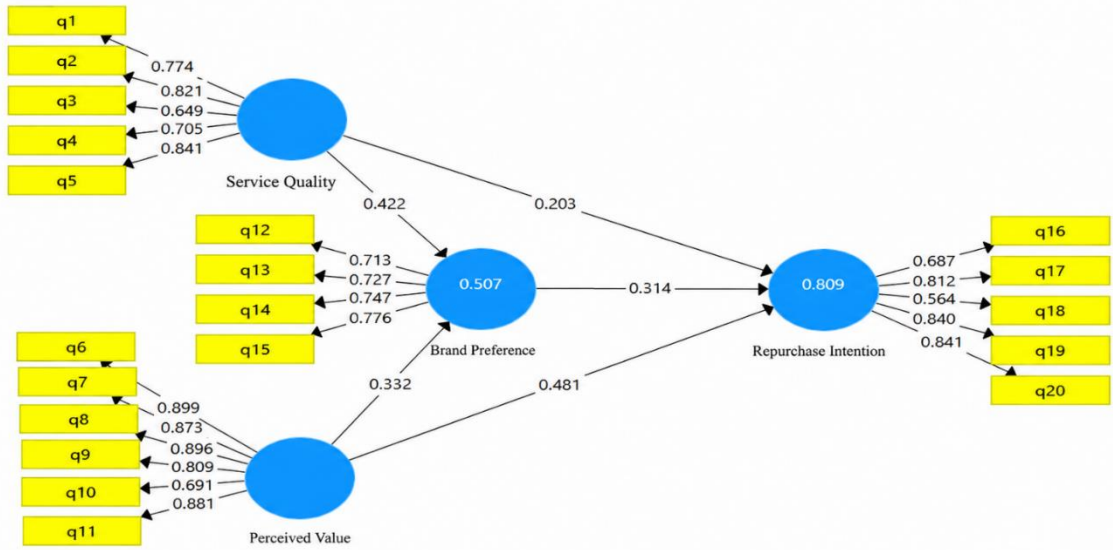 q1
q2
q3
q4
q5
0.774
0.821
0.649
0.705
0.841
Service Quality
0.422
0.203
q12
q13
q14
q15
0.713
0.727
0.747
0.776
0.507
Brand Preference
0.314
0.809
Repurchase Intention
0.687
0.812
0.564
0.840
0.841
q16
q17
q18
q19
q20
q6
q7
q8
q9
q10
q11
0.899
0.873
0.896
0.809
0.691
0.881
0.332
0.481
Perceived Value